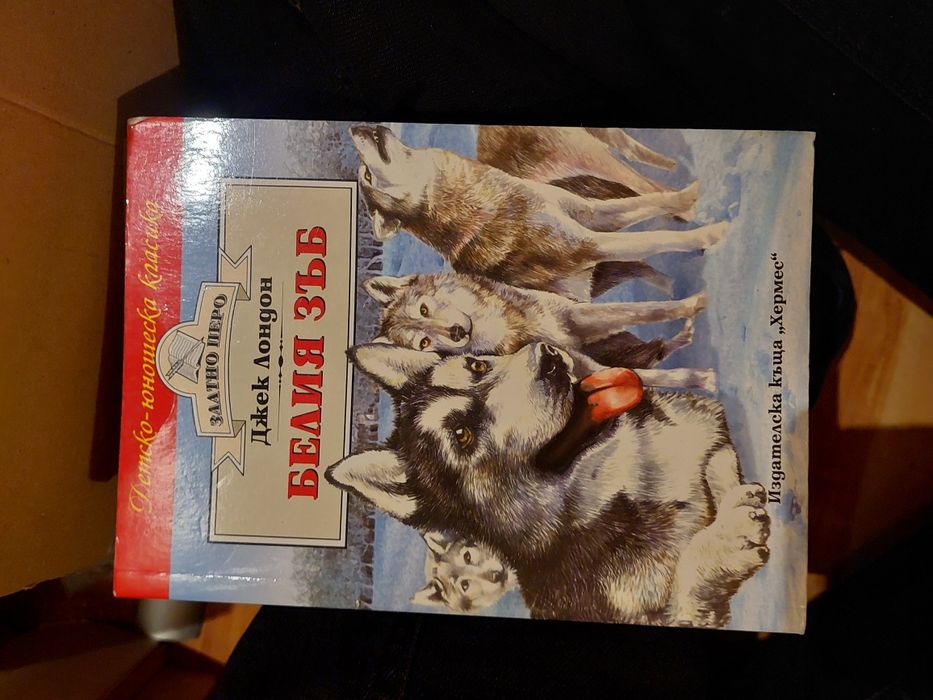 Детско-юношеска класика
ЗЛАТНО ПЕРО
Джек Лондон
БЕЛИЯ ЗЪБ
Издателска къща „Хермес“